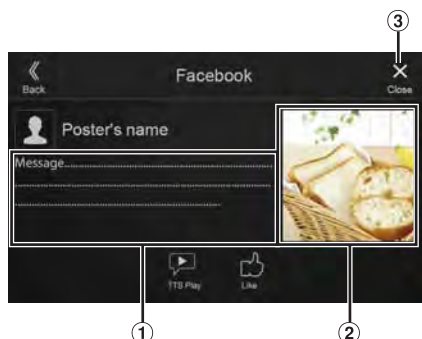 ③
Back Facebook Close
Poster's name
Message
TTS Play Like
① ②